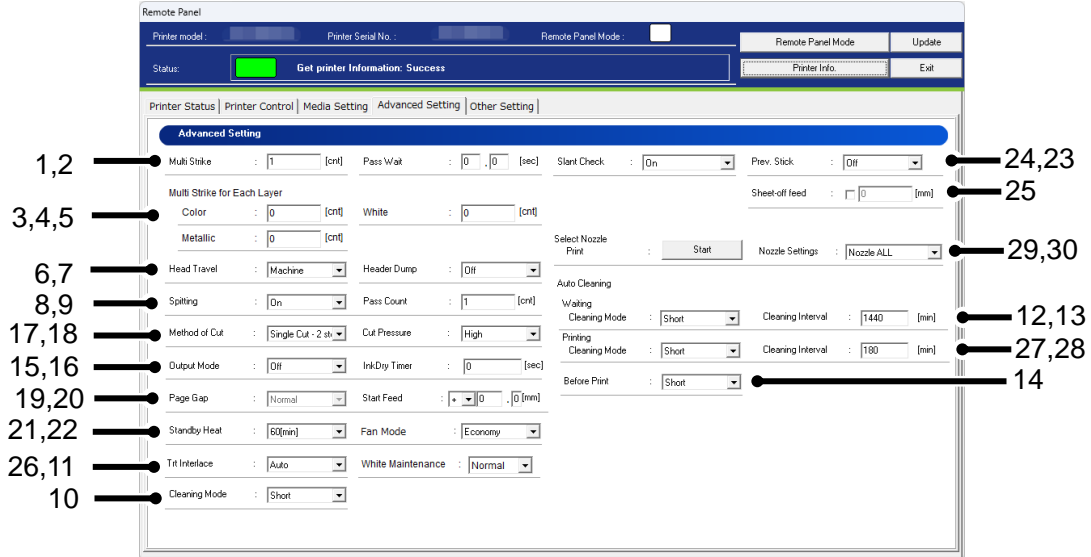 Remote Panel
Printer model : Printer Serial No. : Remote Panel Mode : Remote Panel Mode Update
Status: Get printer Information: Success Printer Info. Exit
Printer Status Printer Control Media Setting Advanced Setting Other Setting
Advanced Setting
1,2 Multi Strike : 1 [cnt] Pass Wait : 0 . 0 [sec] Slant Check : On Prev. Stick : Off 24,23
Multi Strike for Each Layer Sheet-off feed : 0 [mm] 25
3,4,5 Color : 0 [cnt] White : 0 [cnt]
Metallic : 0 [cnt] Select Nozzle
Print : Start Nozzle Settings : Nozzle ALL 29,30
6,7 Head Travel : Machine Header Dump : Off
Auto Cleaning
8,9 Spitting : On Pass Count : 1 [cnt] Waiting
Cleaning Mode : Short Cleaning Interval : 1440 [min] 12,13
17,18 Method of Cut : Single Cut - 2 st Cut Pressure : High Printing
Cleaning Mode : Short Cleaning Interval : 180 [min] 27,28
15,16 Output Mode : Off InkDry Timer : 0 [sec]
Before Print : Short 14
19,20 Page Gap : Normal Start Feed : + 0 . 0 [mm]
21,22 Standby Heat : 60[min] Fan Mode : Economy
26,11 Trt Interlace : Auto White Maintenance : Normal
10 Cleaning Mode : Short